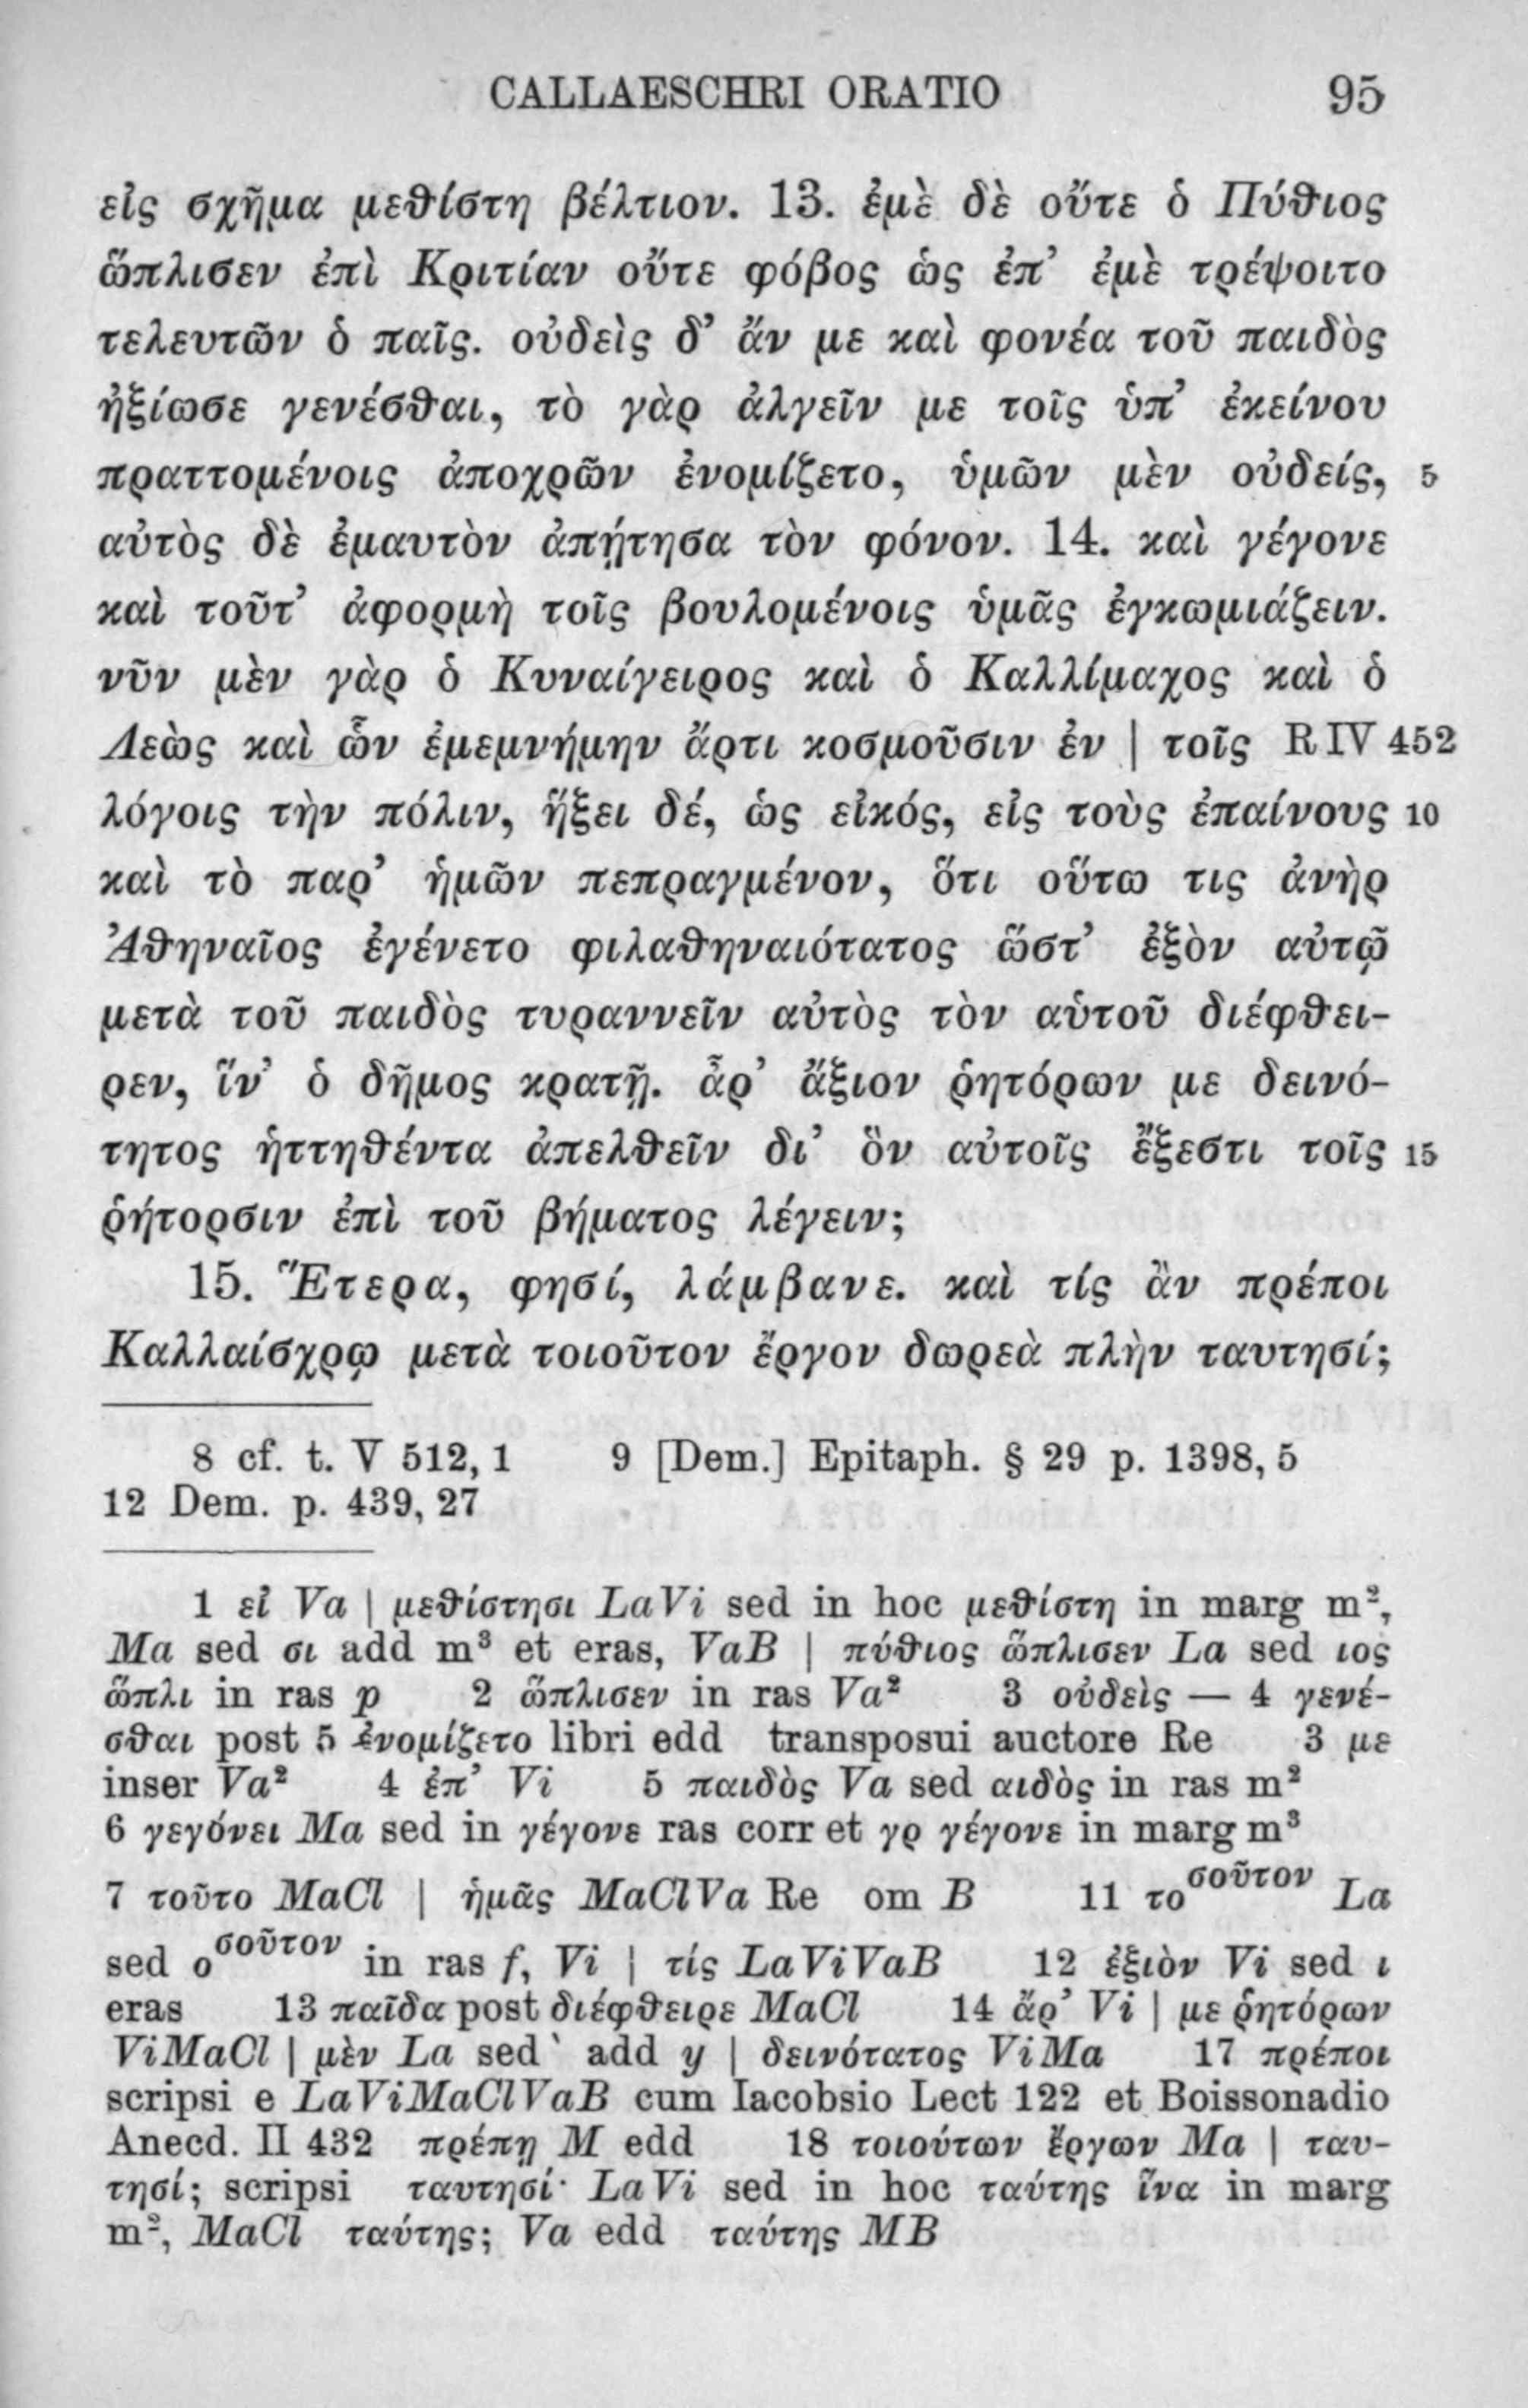 CALLAESCHRI ORATIO 95
εἰς σχῆμα μεθίστη βέλτιον. 13. ἐμὲ δὲ οὔτε ὁ Πύθιος
ὥπλισεν ἐπὶ Κριτίαν οὔτε φόβος ὡς ἐπ’ ἐμὲ τρέψοιτο
τελευτῶν ὁ παῖς. οὐδεὶς δ’ ἄν με καὶ φονέα τοῦ παιδὸς
ἠξίωσε γενέσθαι, τὸ γὰρ ἀλγεῖν με τοῖς ὑπ’ ἐκείνου
πραττομένοις ἀποχρῶν ἐνομίζετο, ὑμῶν μὲν οὐδείς, 5
αὐτὸς δὲ ἐμαυτὸν ἀπῄτησα τὸν φόνον. 14. καὶ γέγονε
καὶ τοῦτ’ ἀφορμὴ τοῖς βουλομένοις ὑμᾶς ἐγκωμιάζειν.
νῦν μὲν γὰρ ὁ Κυναίγειρος καὶ ὁ Καλλίμαχος καὶ ὁ
Λεὼς καὶ ὧν ἐμεμνήμην ἄρτι κοσμοῦσιν ἐν | τοῖς R IV 452
λόγοις τὴν πόλιν, ἥξει δέ, ὡς εἰκός, εἰς τοὺς ἐπαίνους 10
καὶ τὸ παρ’ ἡμῶν πεπραγμένον, ὅτι οὕτω τις ἀνὴρ
Ἀθηναῖος ἐγένετο φιλαθηναιότατος ὥστ’ ἐξὸν αὐτῷ
μετὰ τοῦ παιδὸς τυραννεῖν αὐτὸς τὸν αὑτοῦ διέφθει-
ρεν, ἵν’ ὁ δῆμος κρατῇ. ἆρ’ ἄξιον ῥητόρων με δεινό-
τητος ἡττηθέντα ἀπελθεῖν δι’ ὃν αὐτοῖς ἔξεστι τοῖς 15
ῥήτορσιν ἐπὶ τοῦ βήματος λέγειν;
15. Ἕτερα, φησί, λάμβανε. καὶ τίς ἂν πρέποι
Καλλαίσχρῳ μετὰ τοιοῦτον ἔργον δωρεὰ πλὴν ταυτησί;
8 cf. t. V 512, 1 9 [Dem.] Epitaph. § 29 p. 1398, 5
12 Dem. p. 439, 27
1 εἰ Va | μεθίστησι LaVi sed in hoc μεθίστη in marg m²,
Ma sed σι add m³ et eras, VaB | πύθιος ὥπλισεν La sed ιος
ὥπλι in ras p 2 ὥπλισεν in ras Va² 3 οὐδεὶς — 4 γενέ-
σθαι post 5 ἐνομίζετο libri edd transposui auctore Re 3 με
inser Va² 4 ἐπ’ Vi 5 παιδὸς Va sed αιδὸς in ras m²
6 γεγόνει Ma sed in γέγονε ras corr et γρ γέγονε in marg m³
7 τοῦτο MaCl | ἡμᾶς MaClVa Re om B 11 τοσοῦτον La
sed οσοῦτον in ras f, Vi | τίς LaViVaB 12 ἐξιὸν Vi sed ι
eras 13 παῖδα post διέφθειρε MaCl 14 ἄρ’ Vi | με ῥητόρων
ViMaCl | μὲν La sed ` add y | δεινότατος ViMa 17 πρέποι
scripsi e LaViMaClVaB cum Iacobsio Lect 122 et Boissonadio
Anecd. II 432 πρέπῃ M edd 18 τοιούτων ἔργων Ma | ταυ-
τησί; scripsi ταυτησί· LaVi sed in hoc ταύτης ἵνα in marg
m², MaCl ταύτης; Va edd ταύτης MB